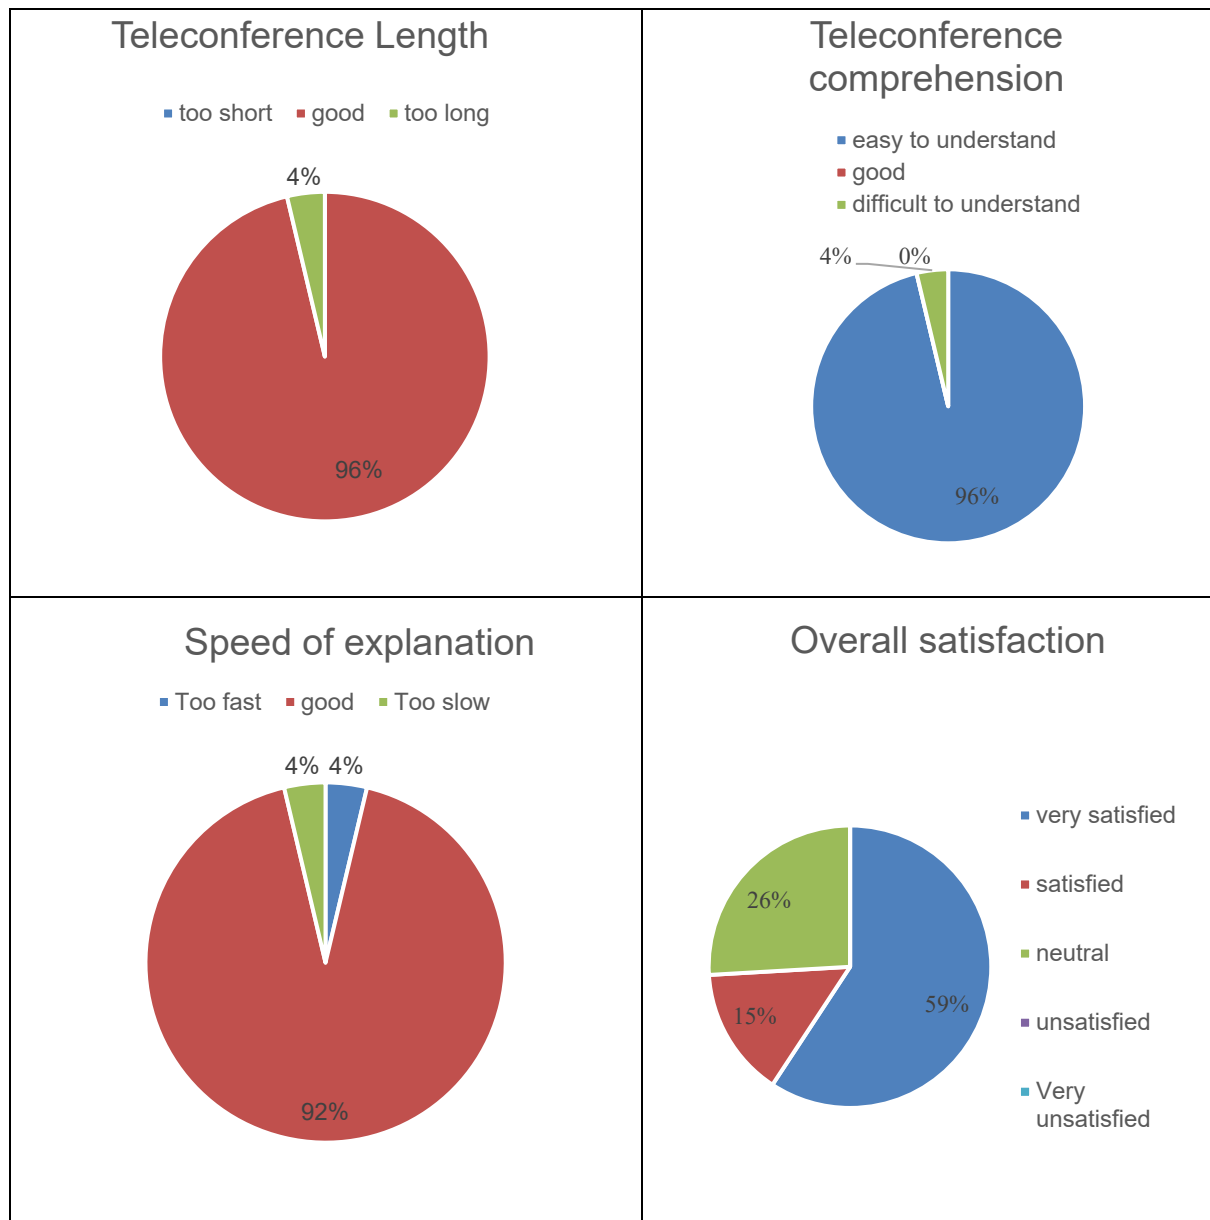 Teleconference Length
too short good too long
4%
96%
Teleconference
comprehension
easy to understand
good
difficult to understand
4% 0%
96%
Speed of explanation
Too fast good Too slow
4% 4%
92%
Overall satisfaction
very satisfied
satisfied
neutral
unsatisfied
Very
unsatisfied
26%
15%
59%